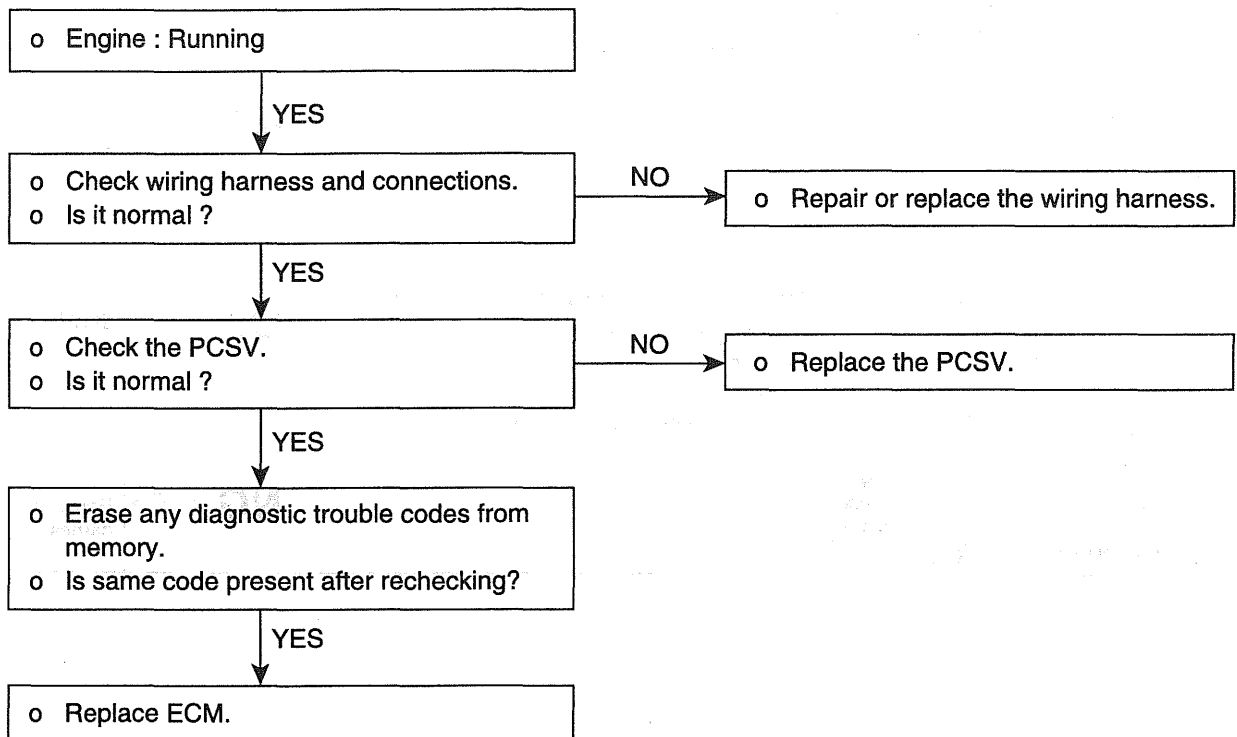 o Engine : Running
YES
o Check wiring harness and connections.
o Is it normal ?
NO
o Repair or replace the wiring harness.
YES
o Check the PCSV.
o Is it normal ?
NO
o Replace the PCSV.
YES
o Erase any diagnostic trouble codes from
memory.
o Is same code present after rechecking?
YES
o Replace ECM.